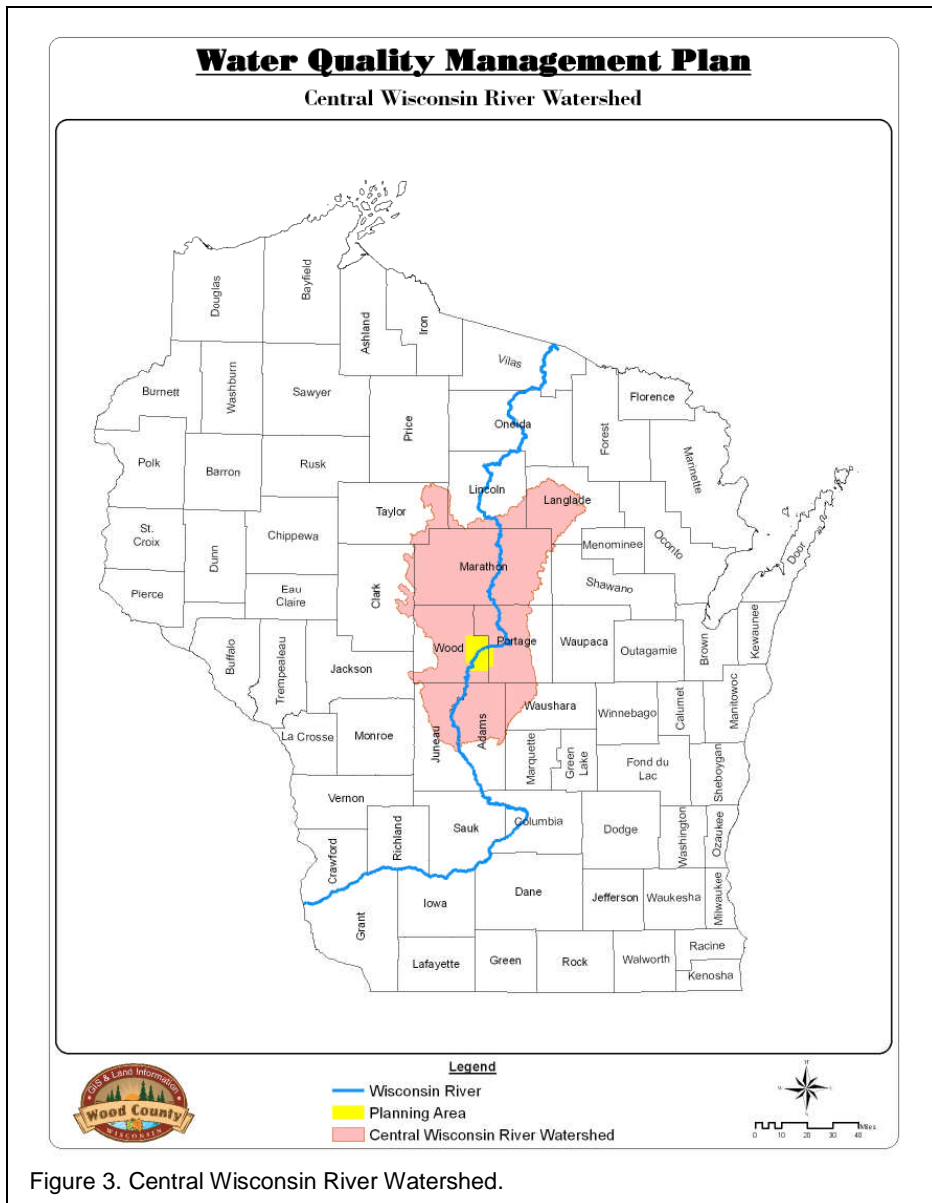 Water Quality Management Plan
Central Wisconsin River Watershed
Douglas
Bayfield
Ashland
Iron
Vilas
Burnett
Washburn
Sawyer
Price
Oneida
Forest
Florence
Marinette
Polk
Barron
Rusk
Lincoln
Langlade
Taylor
St.
Croix
Dunn
Chippewa
Marathon
Menominee
Oconto
Door
Pierce
Eau
Claire
Clark
Shawano
Buffalo
Trempealeau
Jackson
Wood
Portage
Waupaca
Outagamie
Brown
Kewaunee
La Crosse
Monroe
Juneau
Adams
Waushara
Winnebago
Calumet
Manitowoc
Marquette
Green
Lake
Fond du
Lac
Sheboygan
Vernon
Crawford
Richland
Sauk
Columbia
Dodge
Washington
Ozaukee
Grant
Iowa
Dane
Jefferson
Waukesha
Milwaukee
Lafayette
Green
Rock
Walworth
Racine
Kenosha
GIS & Land Information
Wood County
WISCONSIN
Legend
Wisconsin River
Planning Area
Central Wisconsin River Watershed
0 10 20 30 40
Miles
Figure 3. Central Wisconsin River Watershed.